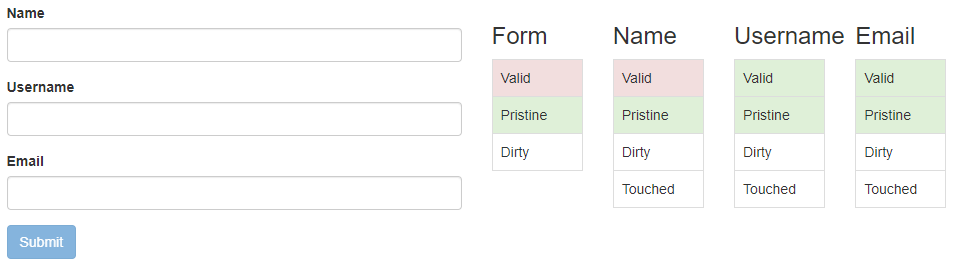 Name
Username
Email
Submit
Form
Valid
Pristine
Dirty
Name
Valid
Pristine
Dirty
Touched
Username
Valid
Pristine
Dirty
Touched
Email
Valid
Pristine
Dirty
Touched